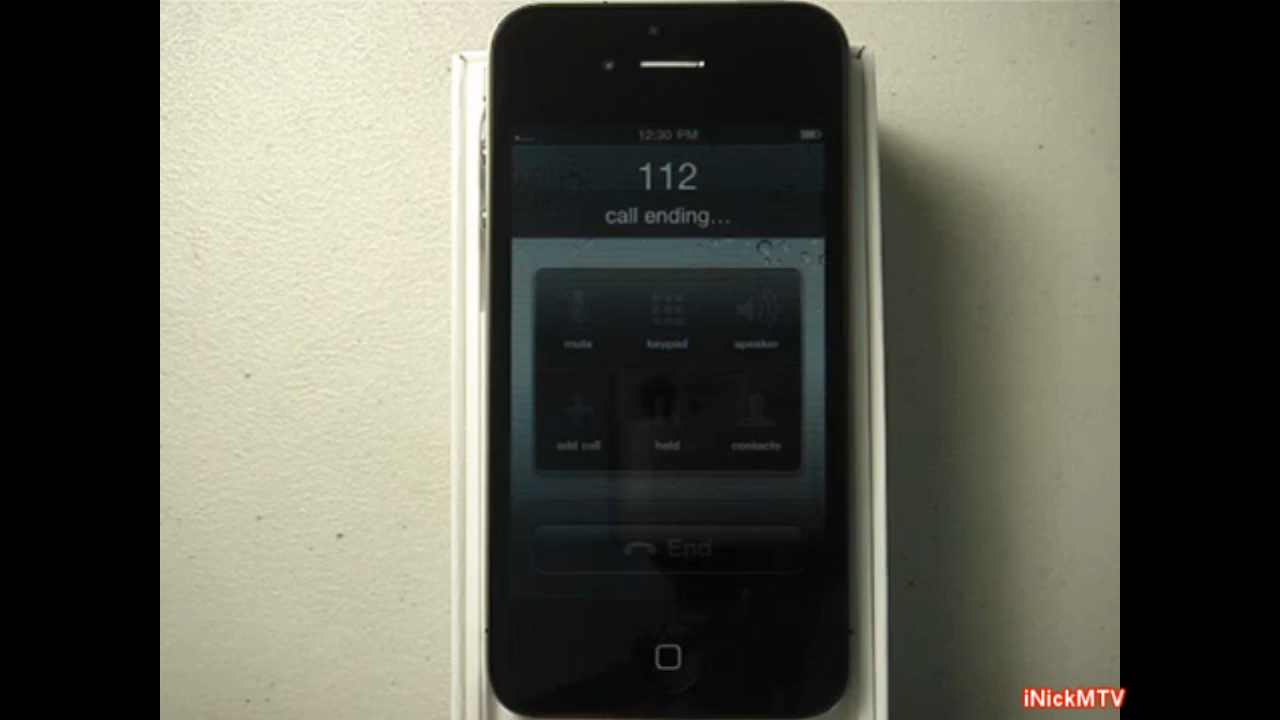 12:30 PM
112
call ending...
mute keypad speaker
add call hold contacts
End
iNickMTV